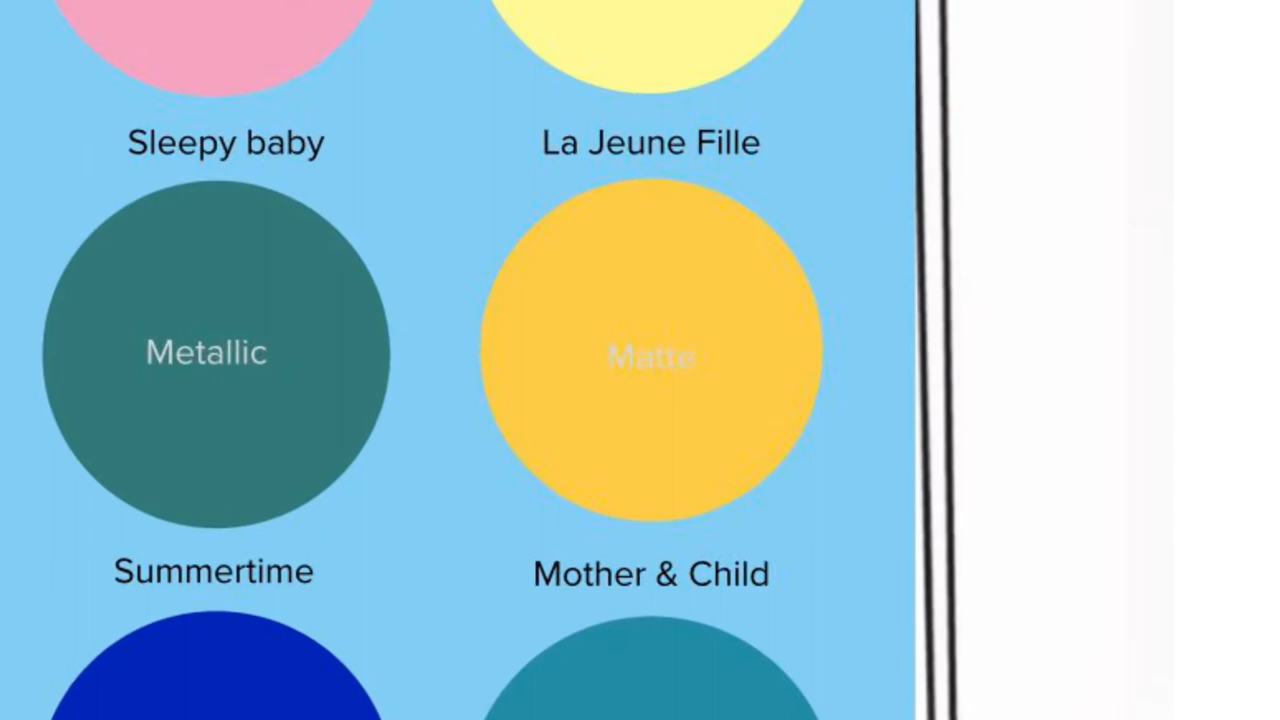 Sleepy baby
La Jeune Fille
Metallic
Matte
Summertime
Mother & Child